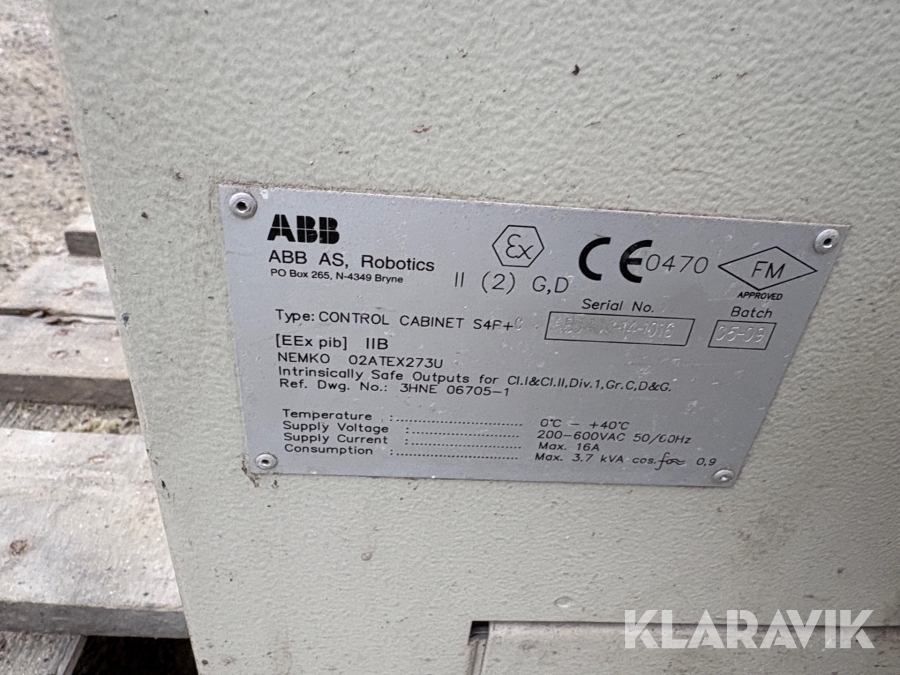 ABB
ABB AS, Robotics
PO Box 265, N-4349 Bryne
Ex
II (2) G,D
CE 0470
FM
APPROVED
Serial No.
Batch
Type: CONTROL CABINET S4P+
05-09
[EEx pib] IIB
NEMKO 02ATEX273U
Intrinsically Safe Outputs for Cl.I&Cl.II,Div.1,Gr.C,D&G.
Ref. Dwg. No.: 3HNE 06705-1
Temperature : 0°C - +40°C
Supply Voltage : 200-600VAC 50/60Hz
Supply Current : Max. 16A
Consumption : Max. 3.7 kVA cos. 0,9
KLARAVIK